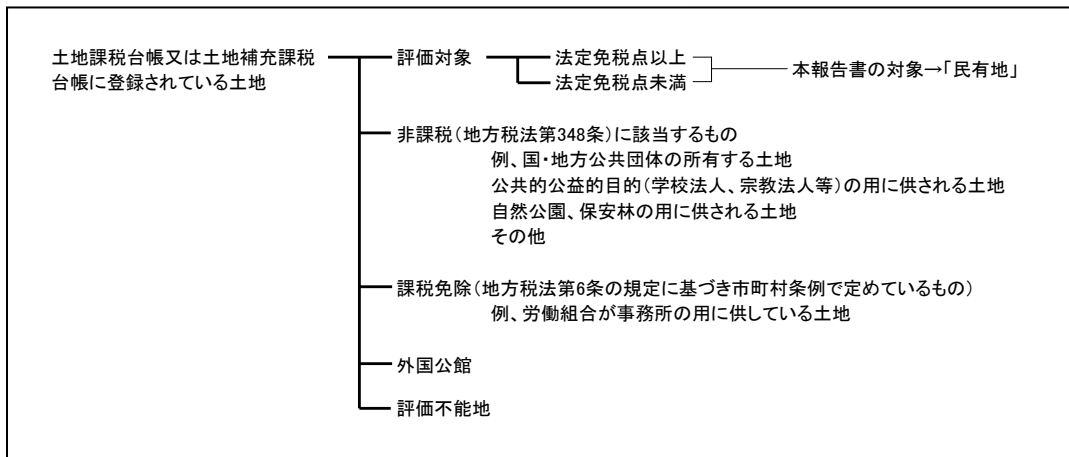 土地課税台帳又は土地補充課税
台帳に登録されている土地
評価対象
法定免税点以上
法定免税点未満
本報告書の対象→「民有地」
非課税(地方税法第348条)に該当するもの
例、国・地方公共団体の所有する土地
公共的公益的目的(学校法人、宗教法人等)の用に供される土地
自然公園、保安林の用に供される土地
その他
課税免除(地方税法第6条の規定に基づき市町村条例で定めているもの)
例、労働組合が事務所の用に供している土地
外国公館
評価不能地